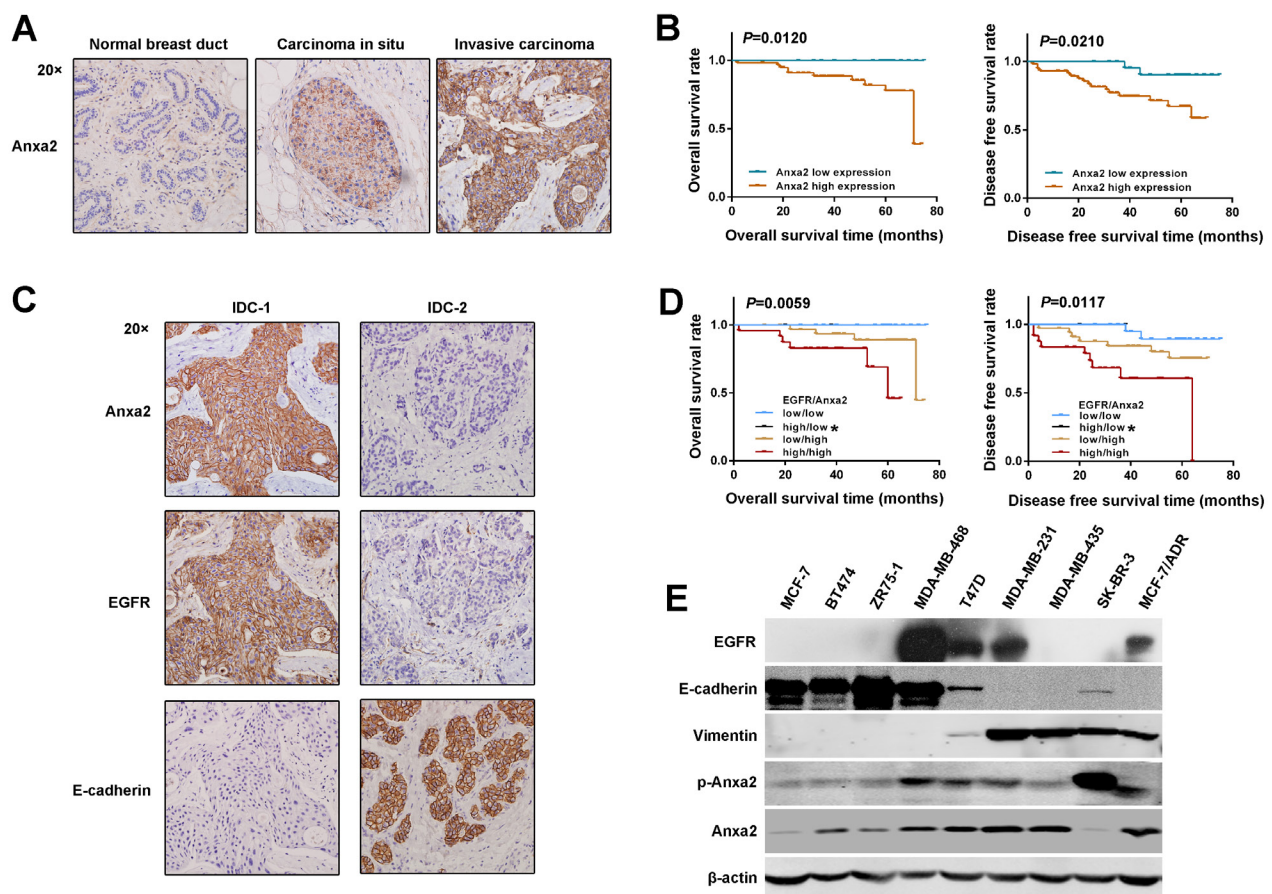 A
Normal breast duct
Carcinoma in situ
Invasive carcinoma
20×
Anxa2
B
P=0.0120
Overall survival rate
1.0
0.5
0.0
Anxa2 low expression
Anxa2 high expression
0 20 40 60 80
Overall survival time (months)
P=0.0210
Disease free survival rate
1.0
0.5
0.0
Anxa2 low expression
Anxa2 high expression
0 20 40 60 80
Disease free survival time (months)
C
IDC-1
IDC-2
20×
Anxa2
EGFR
E-cadherin
D
P=0.0059
Overall survival rate
1.0
0.5
0.0
EGFR/Anxa2
low/low
high/low*
low/high
high/high
0 20 40 60 80
Overall survival time (months)
P=0.0117
Disease free survival rate
1.0
0.5
0.0
EGFR/Anxa2
low/low
high/low*
low/high
high/high
0 20 40 60 80
Disease free survival time (months)
E
MCF-7
BT474
ZR75-1
MDA-MB-468
T47D
MDA-MB-231
MDA-MB-435
SK-BR-3
MCF-7/ADR
EGFR
E-cadherin
Vimentin
p-Anxa2
Anxa2
β-actin